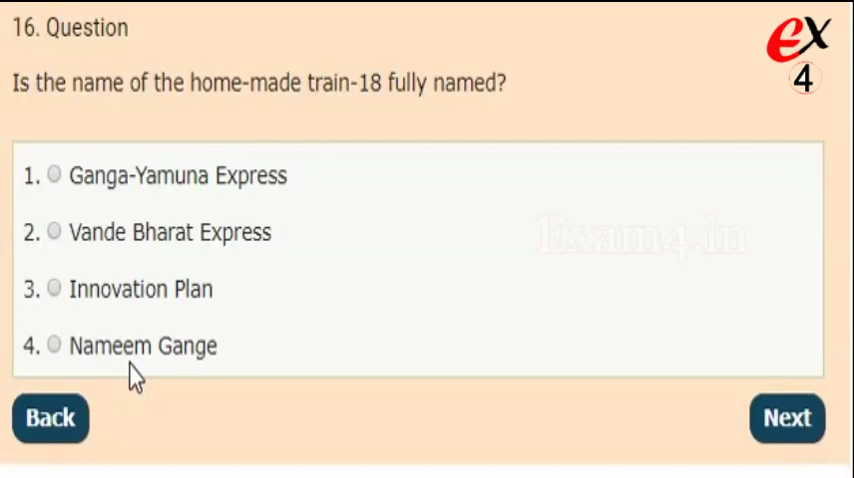 16. Question
ex
4
Is the name of the home-made train-18 fully named?
1. Ganga-Yamuna Express
2. Vande Bharat Express
Exam4.in
3. Innovation Plan
4. Nameem Gange
Back
Next